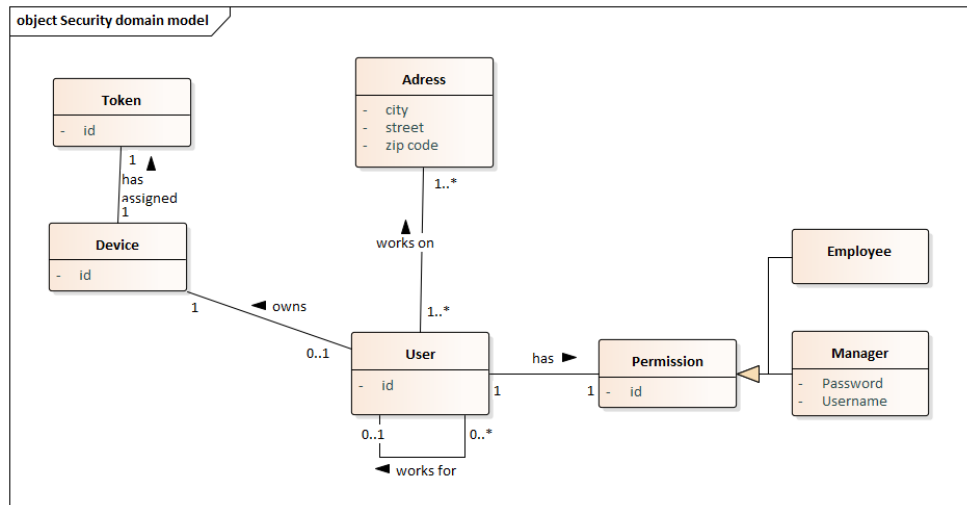 object Security domain model
Token
- id
1
has
assigned
1
Device
- id
Adress
- city
- street
- zip code
1..*
works on
1..*
1
owns
0..1
User
- id
has
1
1
Permission
- id
Employee
Manager
- Password
- Username
0..1
0..*
works for